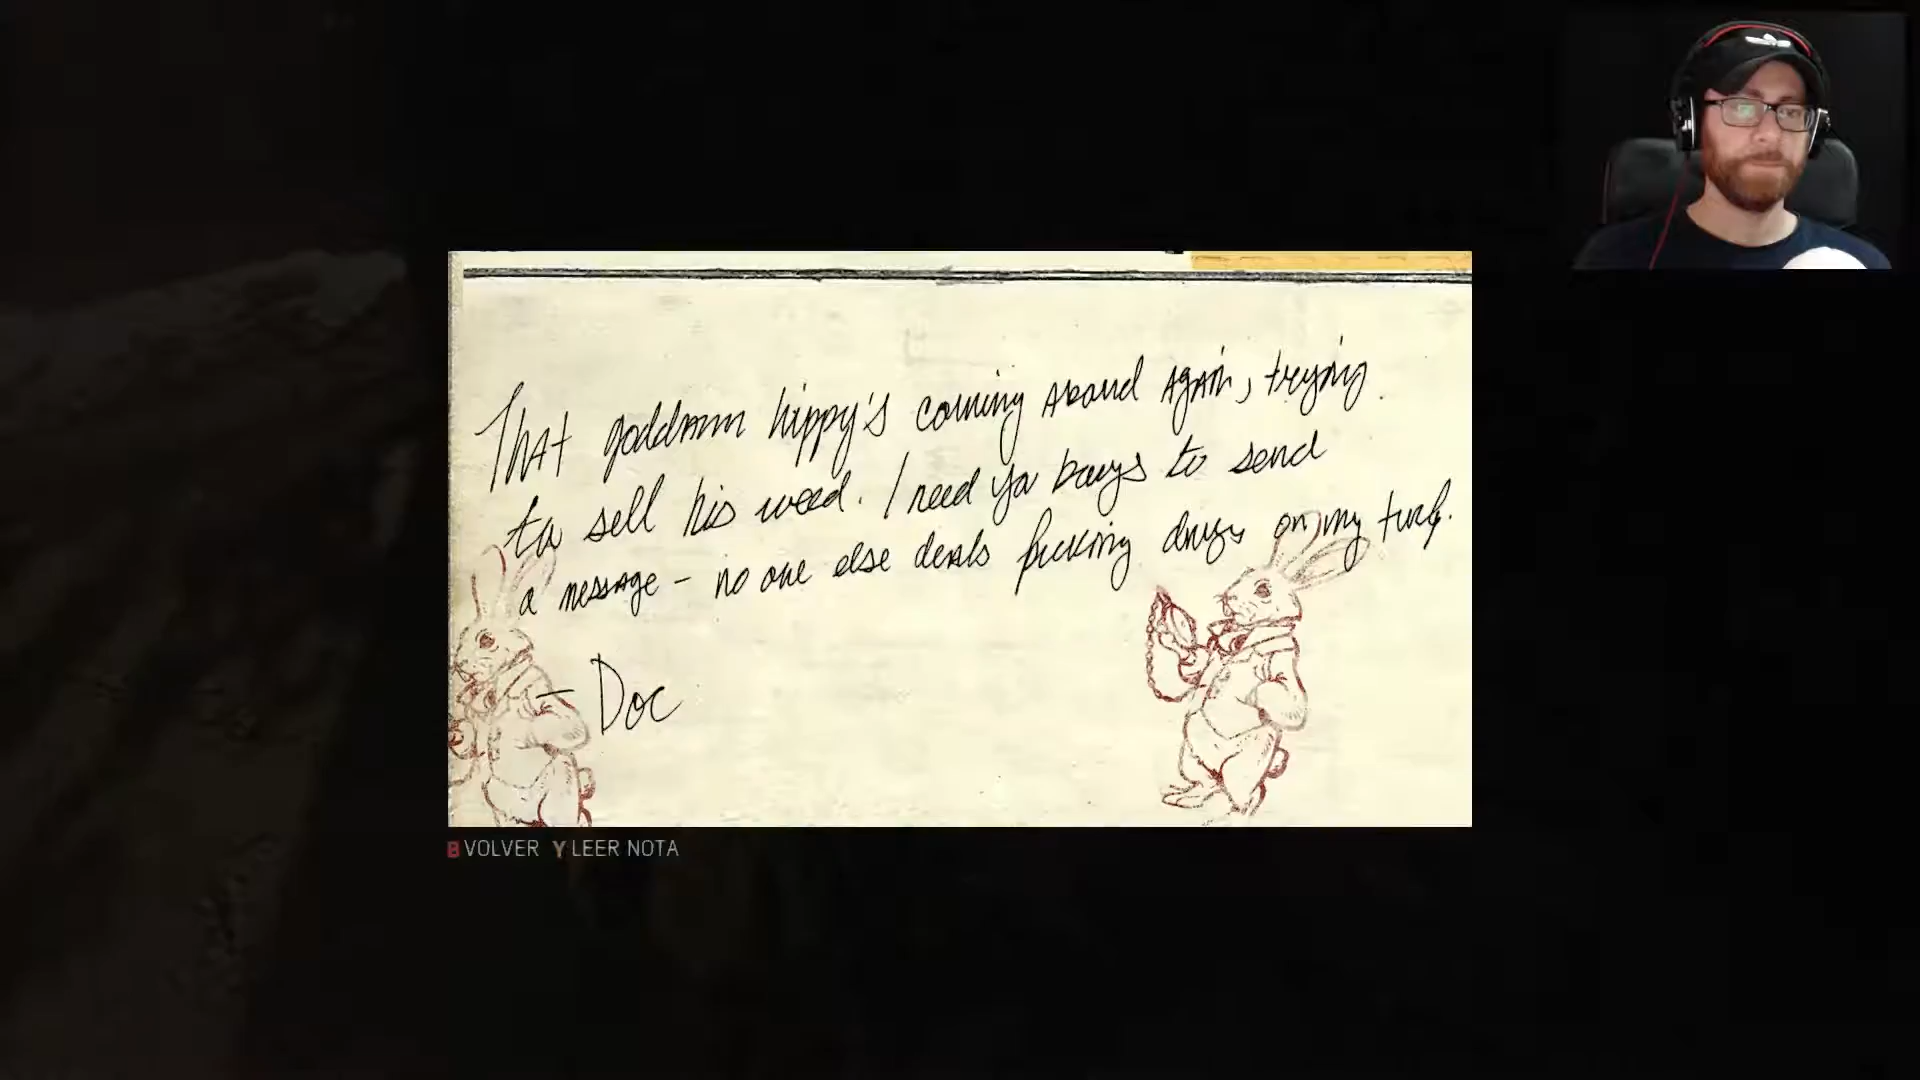 That goddamn hippy's coming around again, trying
to sell his weed. I need ya boys to send
a message - no one else deals fucking drugs on my turf.
- Doc
B VOLVER Y LEER NOTA